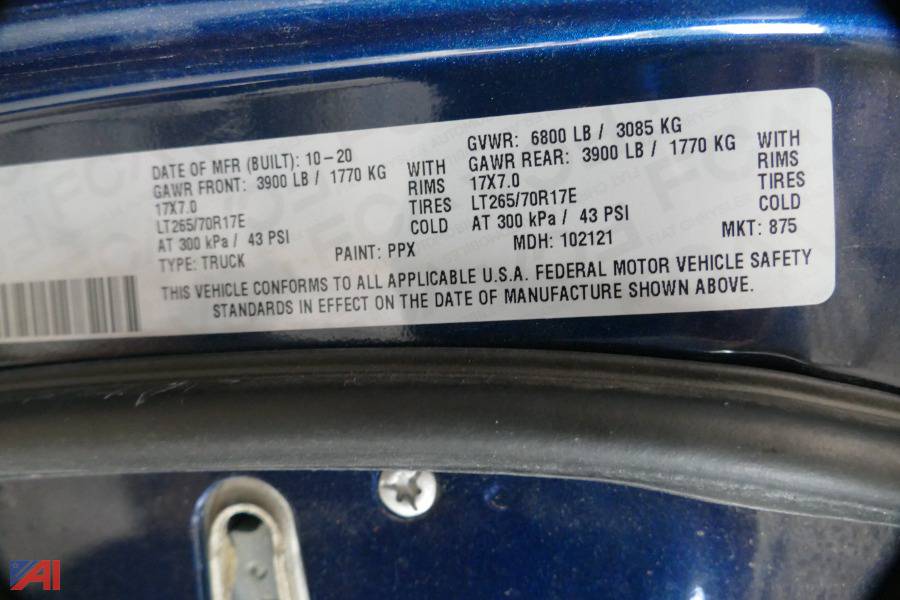 DATE OF MFR (BUILT): 10-20
GAWR FRONT: 3900 LB / 1770 KG WITH
17X7.0 RIMS
LT265/70R17E TIRES
AT 300 kPa / 43 PSI COLD
TYPE: TRUCK PAINT: PPX
GVWR: 6800 LB / 3085 KG
GAWR REAR: 3900 LB / 1770 KG WITH
17X7.0 RIMS
LT265/70R17E TIRES
AT 300 kPa / 43 PSI COLD
MDH: 102121 MKT: 875
THIS VEHICLE CONFORMS TO ALL APPLICABLE U.S.A. FEDERAL MOTOR VEHICLE SAFETY
STANDARDS IN EFFECT ON THE DATE OF MANUFACTURE SHOWN ABOVE.
AI